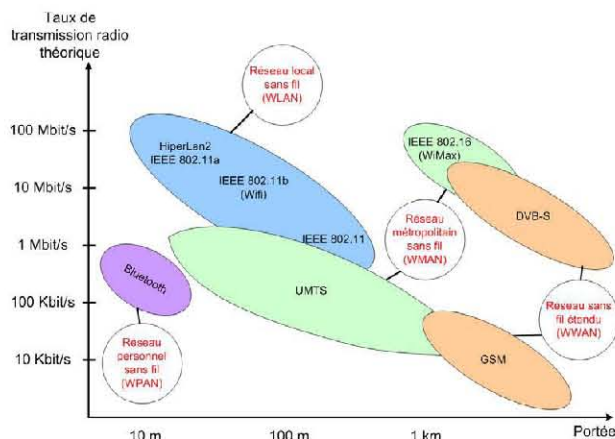 Taux de
transmission radio
théorique
Réseau local
sans fil
(WLAN)
100 Mbit/s
HiperLan2
IEEE 802.11a
IEEE 802.16
(WiMax)
IEEE 802.11b
(Wifi)
10 Mbit/s
DVB-S
Réseau
métropolitain
sans fil
(WMAN)
IEEE 802.11
1 Mbit/s
Bluetooth
UMTS
100 Kbit/s
Réseau sans
fil étendu
(WWAN)
Reseau
personnel
sans fil
(WPAN)
10 Kbit/s
GSM
10 m
100 m
1 km
Portée